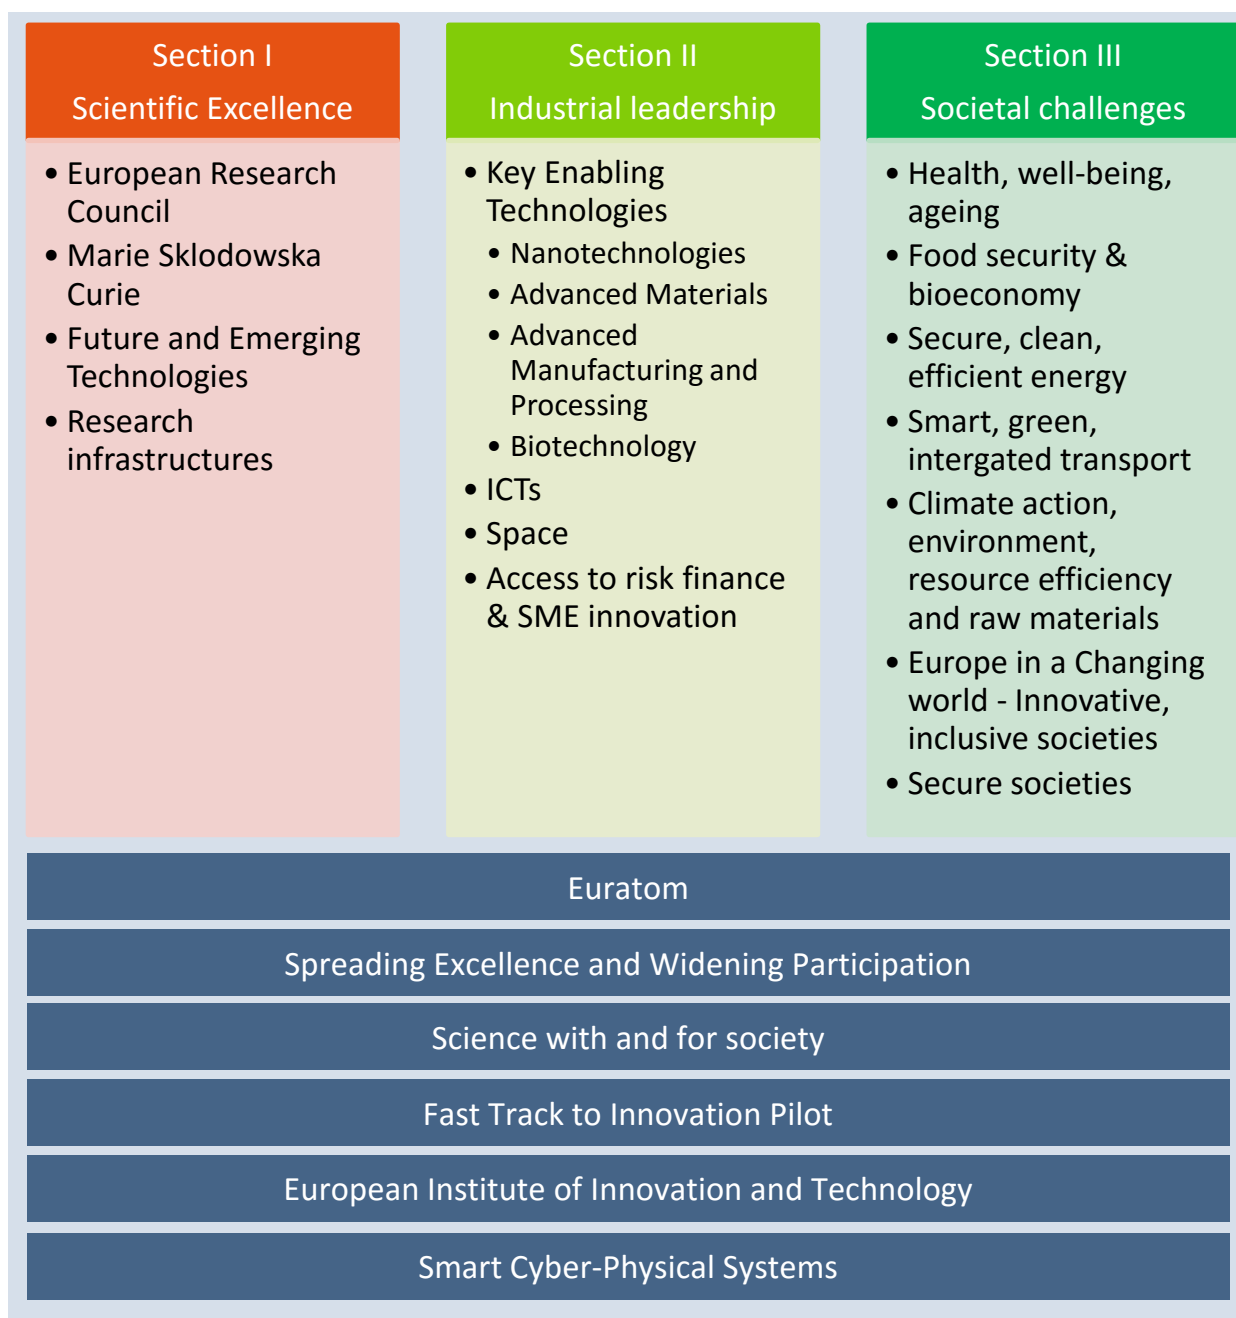 Section I
Scientific Excellence
• European Research
Council
• Marie Sklodowska
Curie
• Future and Emerging
Technologies
• Research
infrastructures
Section II
Industrial leadership
• Key Enabling
Technologies
• Nanotechnologies
• Advanced Materials
• Advanced
Manufacturing and
Processing
• Biotechnology
• ICTs
• Space
• Access to risk finance
& SME innovation
Section III
Societal challenges
• Health, well-being,
ageing
• Food security &
bioeconomy
• Secure, clean,
efficient energy
• Smart, green,
intergated transport
• Climate action,
environment,
resource efficiency
and raw materials
• Europe in a Changing
world - Innovative,
inclusive societies
• Secure societies
Euratom
Spreading Excellence and Widening Participation
Science with and for society
Fast Track to Innovation Pilot
European Institute of Innovation and Technology
Smart Cyber-Physical Systems